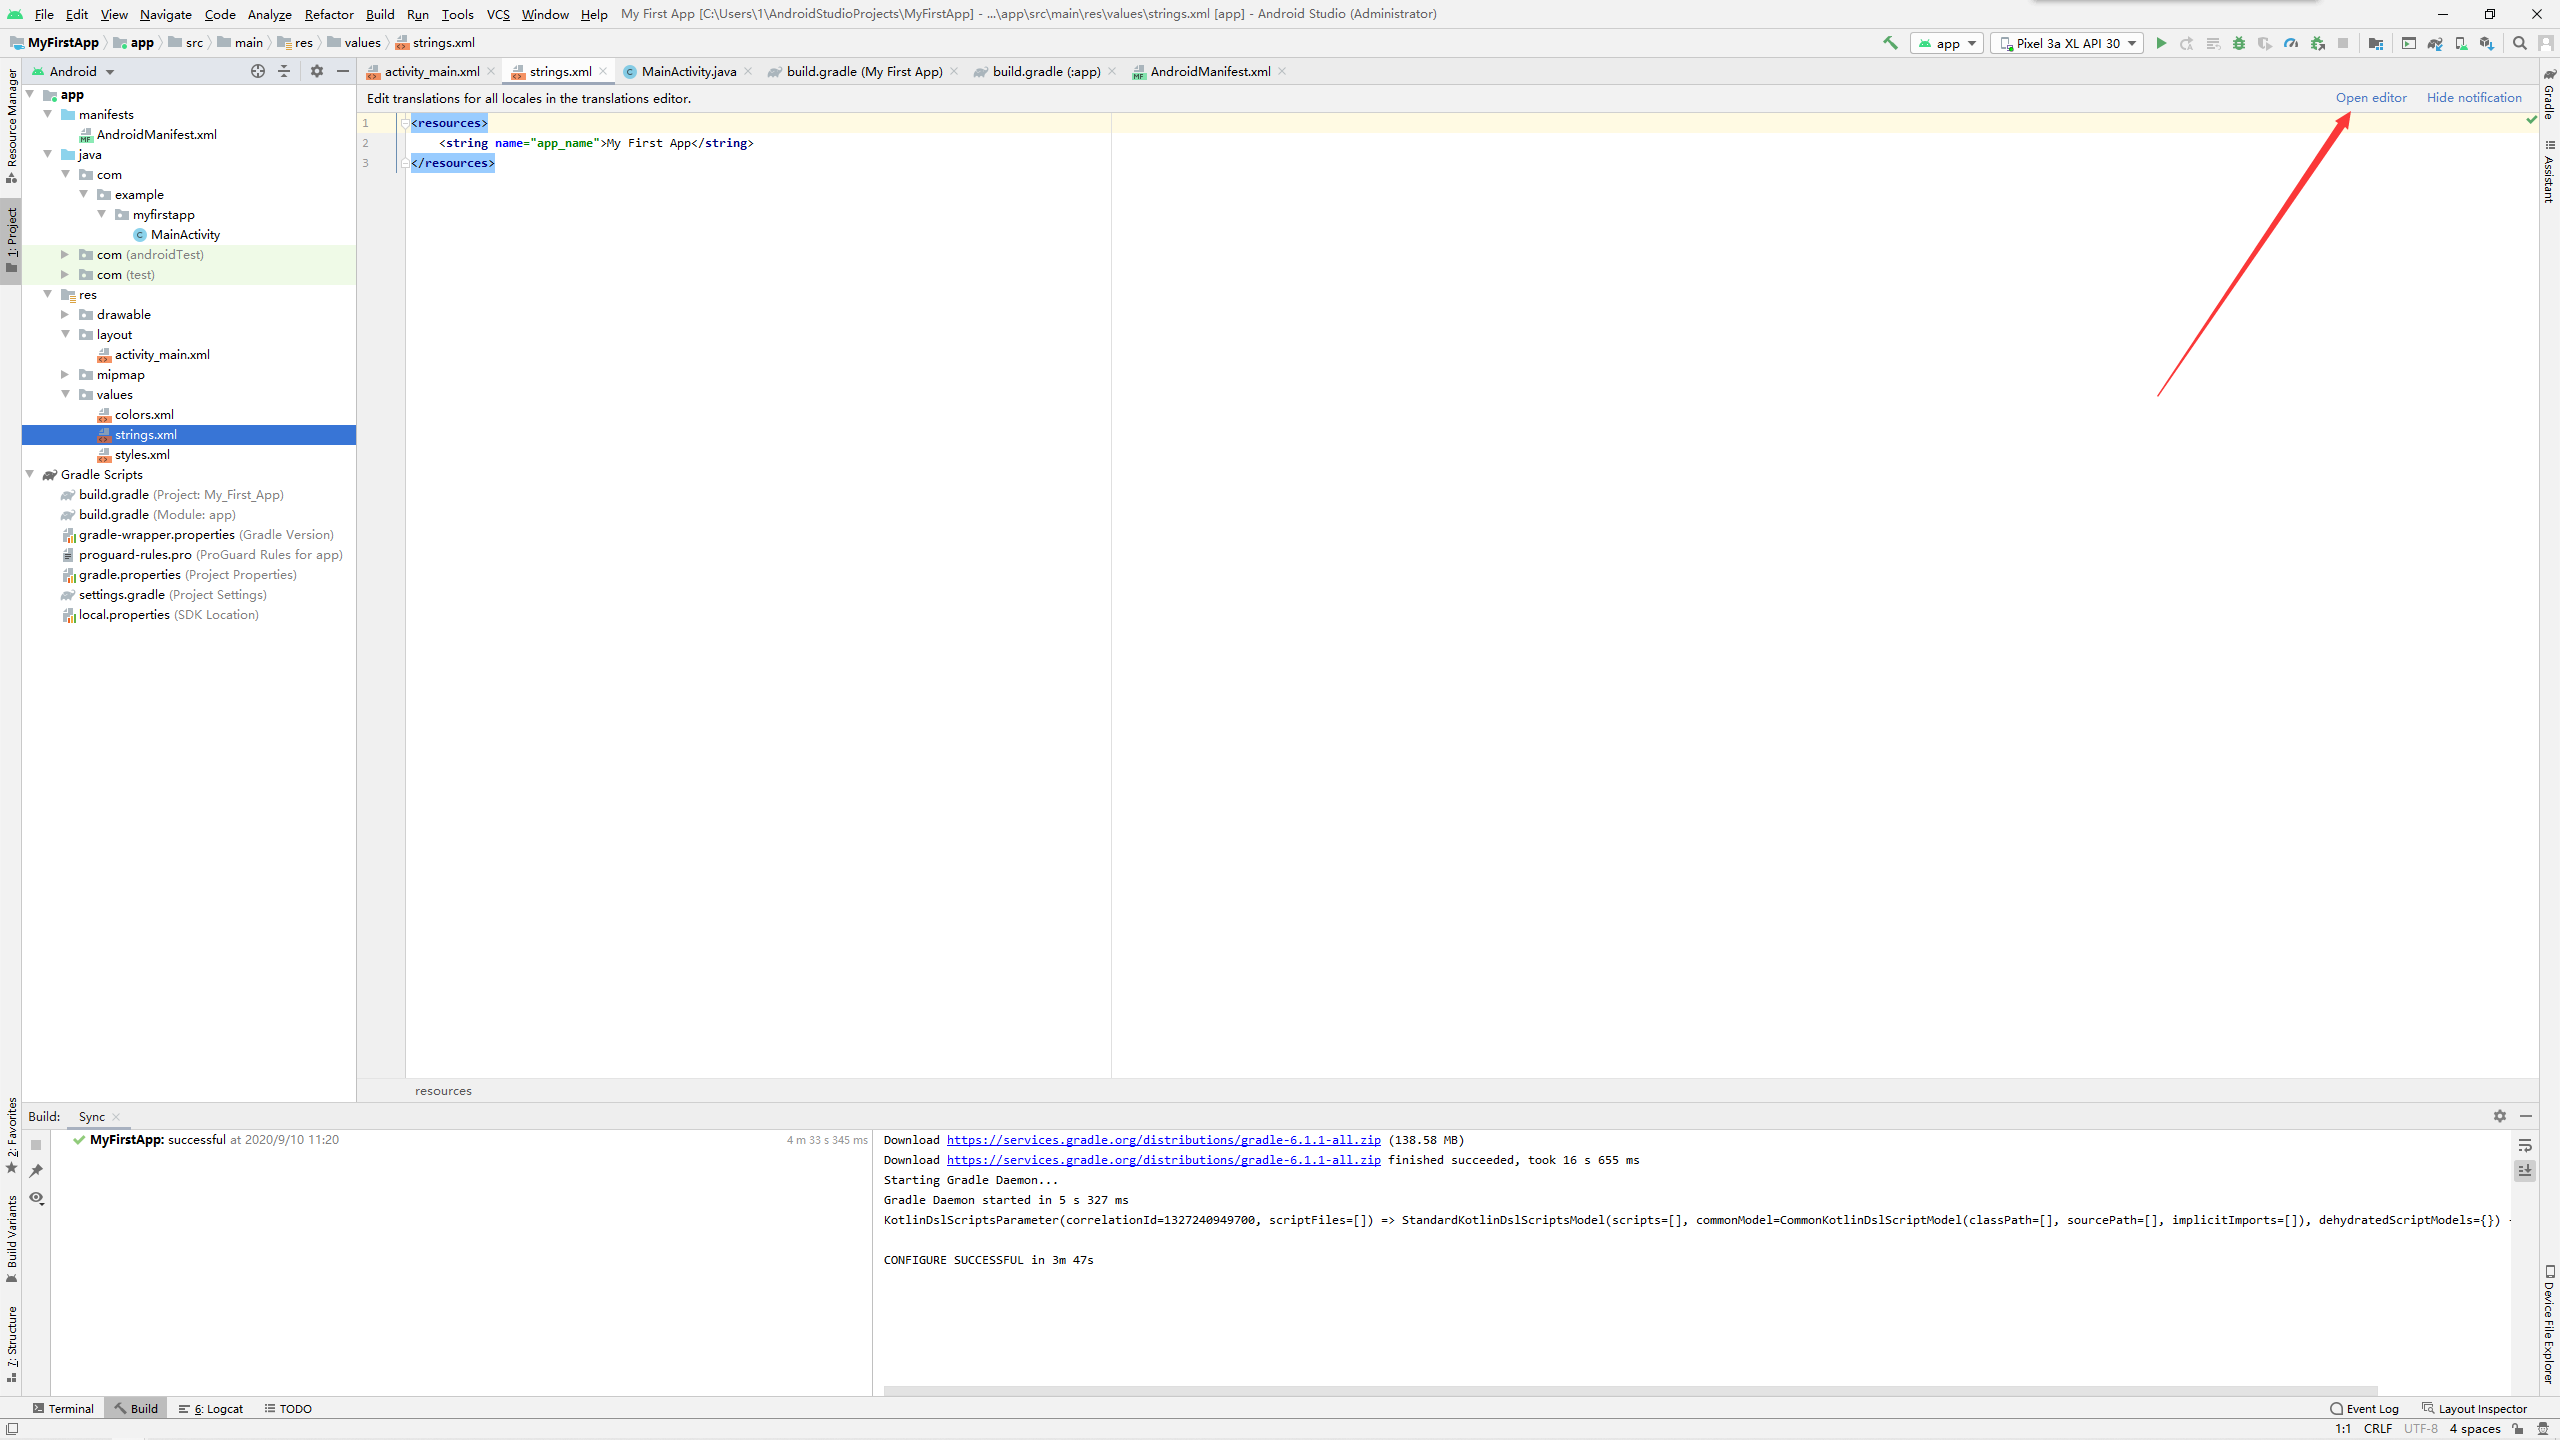 File Edit View Navigate Code Analyze Refactor Build Run Tools VCS Window Help My First App [C:\Users\1\AndroidStudioProjects\MyFirstApp] - ...\app\src\main\res\values\strings.xml [app] - Android Studio (Administrator)
MyFirstApp app src main res values strings.xml app Pixel 3a XL API 30
Android activity_main.xml strings.xml MainActivity.java build.gradle (My First App) build.gradle (:app) AndroidManifest.xml
Edit translations for all locales in the translations editor. Open editor Hide notification
Resource Manager
1: Project
2: Favorites
Build Variants
7: Structure
app
manifests
AndroidManifest.xml
java
com
example
myfirstapp
MainActivity
com (androidTest)
com (test)
res
drawable
layout
activity_main.xml
mipmap
values
colors.xml
strings.xml
styles.xml
Gradle Scripts
build.gradle (Project: My_First_App)
build.gradle (Module: app)
gradle-wrapper.properties (Gradle Version)
proguard-rules.pro (ProGuard Rules for app)
gradle.properties (Project Properties)
settings.gradle (Project Settings)
local.properties (SDK Location)
1 <resources>
2 <string name="app_name">My First App</string>
3 </resources>
resources
Gradle
Assistant
Device File Explorer
Build: Sync
MyFirstApp: successful at 2020/9/10 11:20 4 m 33 s 345 ms
Download https://services.gradle.org/distributions/gradle-6.1.1-all.zip (138.58 MB)
Download https://services.gradle.org/distributions/gradle-6.1.1-all.zip finished succeeded, took 16 s 655 ms
Starting Gradle Daemon...
Gradle Daemon started in 5 s 327 ms
KotlinDslScriptsParameter(correlationId=1327240949700, scriptFiles=[]) => StandardKotlinDslScriptsModel(scripts=[], commonModel=CommonKotlinDslScriptModel(classPath=[], sourcePath=[], implicitImports=[]), dehydratedScriptModels={})
CONFIGURE SUCCESSFUL in 3m 47s
Terminal Build 6: Logcat TODO Event Log Layout Inspector
1:1 CRLF UTF-8 4 spaces